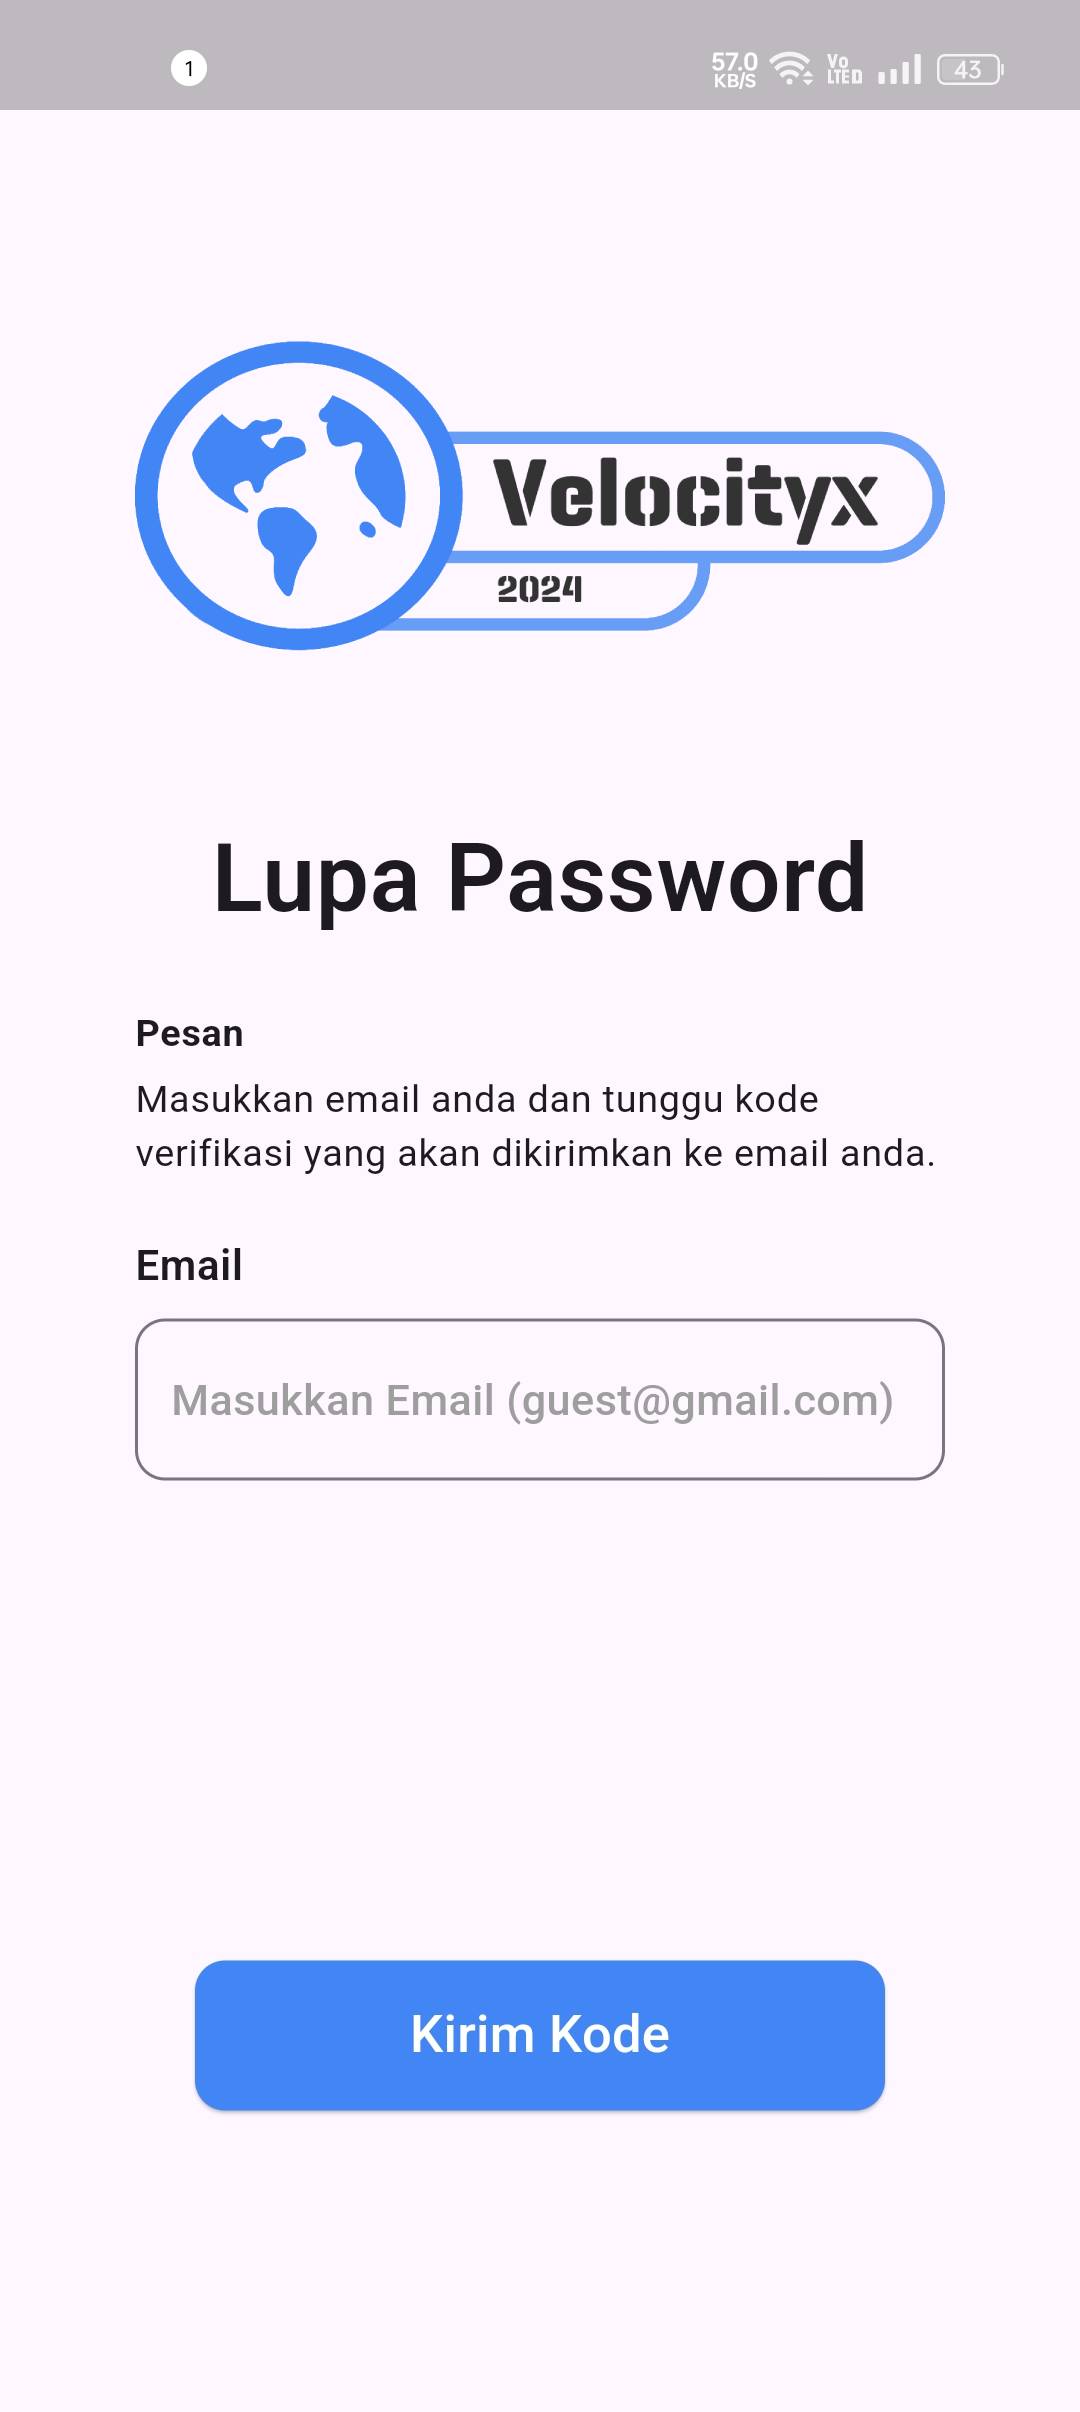 1
57.0
KB/S
Vo
LTED
43
Velocityx
2024
Lupa Password
Pesan
Masukkan email anda dan tunggu kode
verifikasi yang akan dikirimkan ke email anda.
Email
Masukkan Email (guest@gmail.com)
Kirim Kode